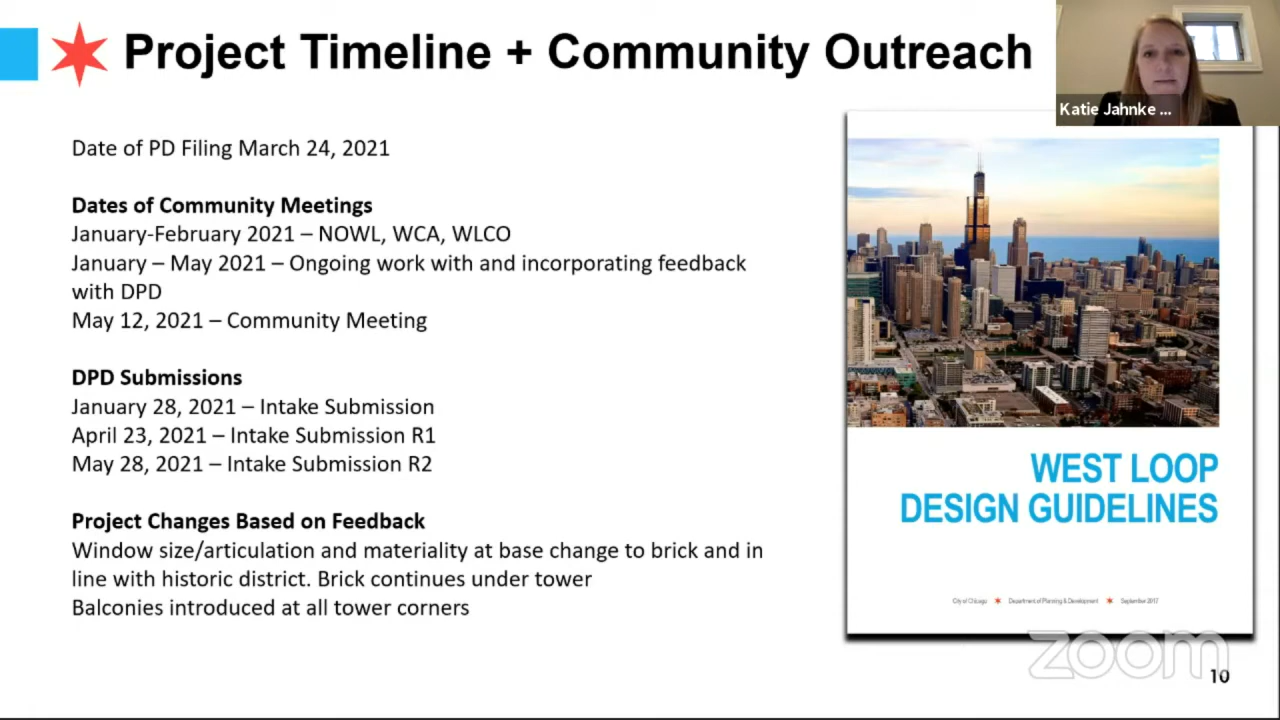 Project Timeline + Community Outreach
Katie Jahnke ...
Date of PD Filing March 24, 2021
Dates of Community Meetings
January-February 2021 – NOWL, WCA, WLCO
January – May 2021 – Ongoing work with and incorporating feedback
with DPD
May 12, 2021 – Community Meeting
DPD Submissions
January 28, 2021 – Intake Submission
April 23, 2021 – Intake Submission R1
May 28, 2021 – Intake Submission R2
Project Changes Based on Feedback
Window size/articulation and materiality at base change to brick and in
line with historic district. Brick continues under tower
Balconies introduced at all tower corners
WEST LOOP
DESIGN GUIDELINES
City of Chicago Department of Planning & Development September 2017
zoom
10